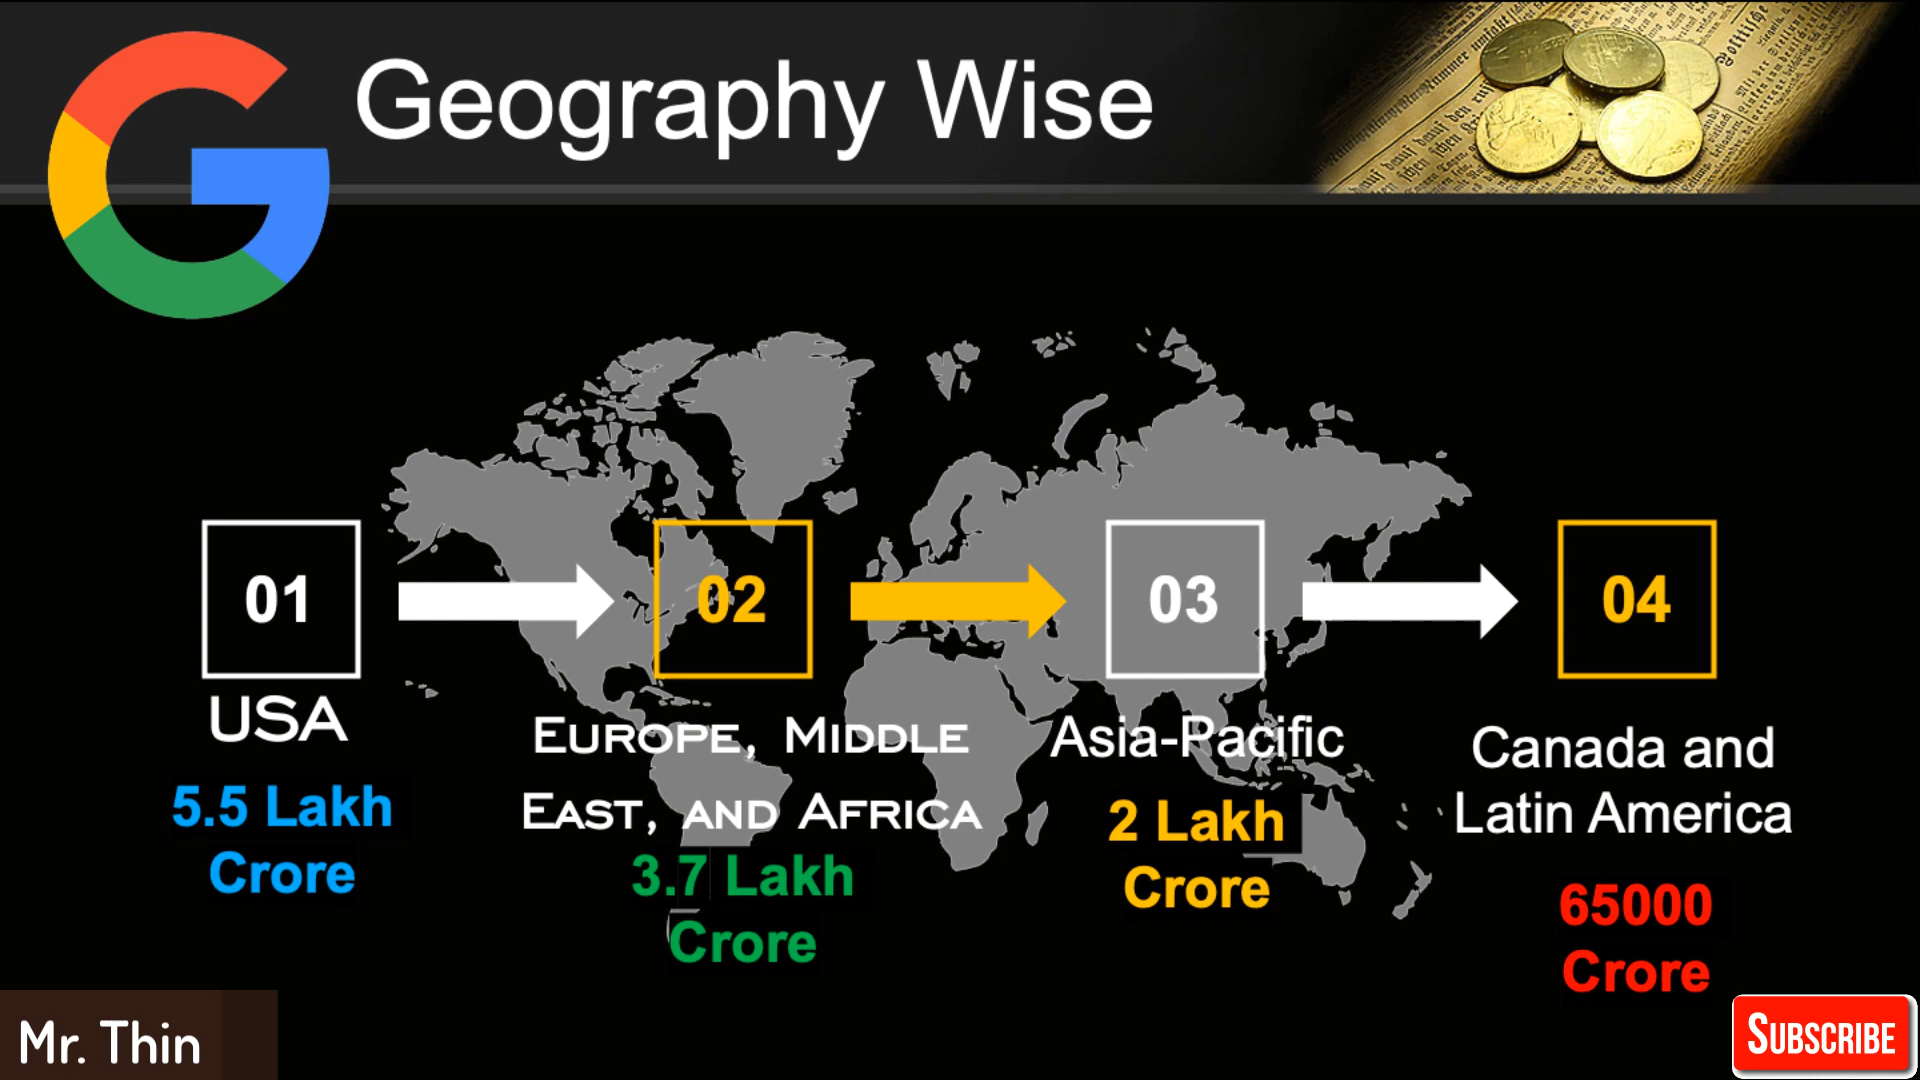 Geography Wise
01
02
03
04
USA
5.5 Lakh
Crore
EUROPE, MIDDLE
EAST, AND AFRICA
3.7 Lakh
Crore
Asia-Pacific
2 Lakh
Crore
Canada and
Latin America
65000
Crore
Mr. Thin
SUBSCRIBE